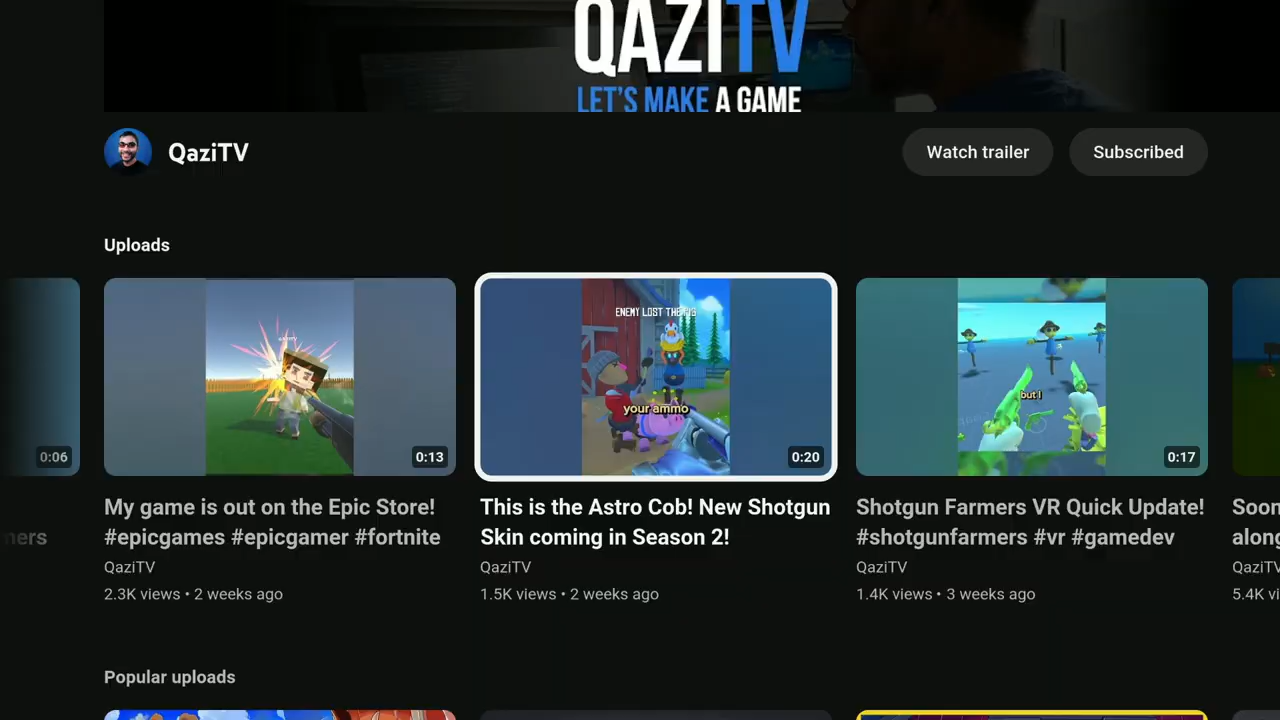 QAZITV
LET'S MAKE A GAME
QaziTV
Watch trailer
Subscribed
Uploads
0:06
0:13
ENEMY LOST THE
your ammo
0:20
but I
0:17
My game is out on the Epic Store!
#epicgames #epicgamer #fortnite
QaziTV
2.3K views • 2 weeks ago
This is the Astro Cob! New Shotgun
Skin coming in Season 2!
QaziTV
1.5K views • 2 weeks ago
Shotgun Farmers VR Quick Update!
#shotgunfarmers #vr #gamedev
QaziTV
1.4K views • 3 weeks ago
Soon
along
QaziTV
5.4K vi
Popular uploads